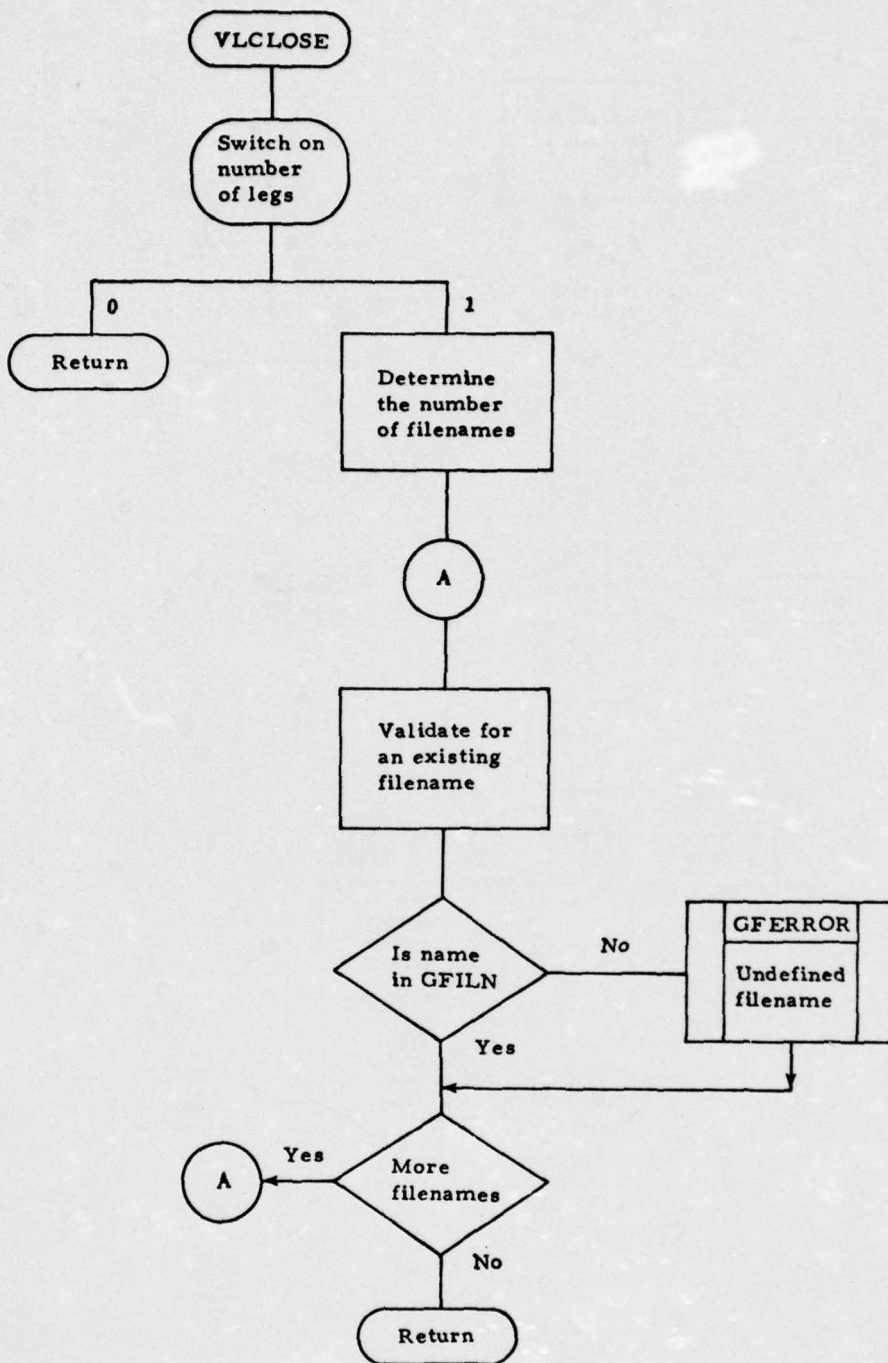 VLCLOSE
Switch on
number
of legs
0
1
Return
Determine
the number
of filenames
A
Validate for
an existing
filename
Is name
in GFILN
No
GFERROR
Undefined
filename
Yes
A
Yes
More
filenames
No
Return